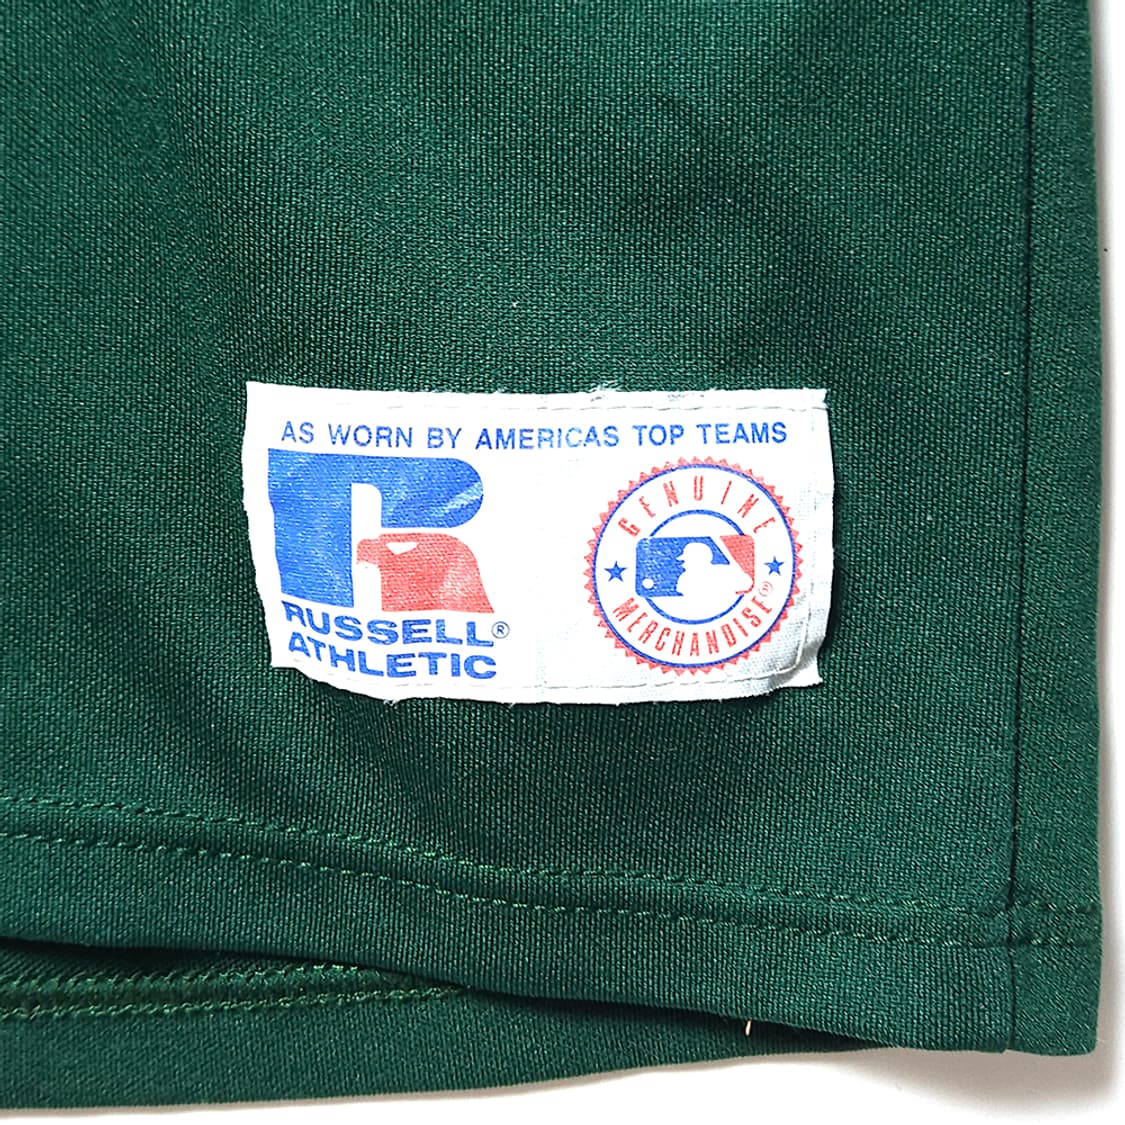 AS WORN BY AMERICAS TOP TEAMS
R
RUSSELL®
ATHLETIC
GENUINE
MERCHANDISE®